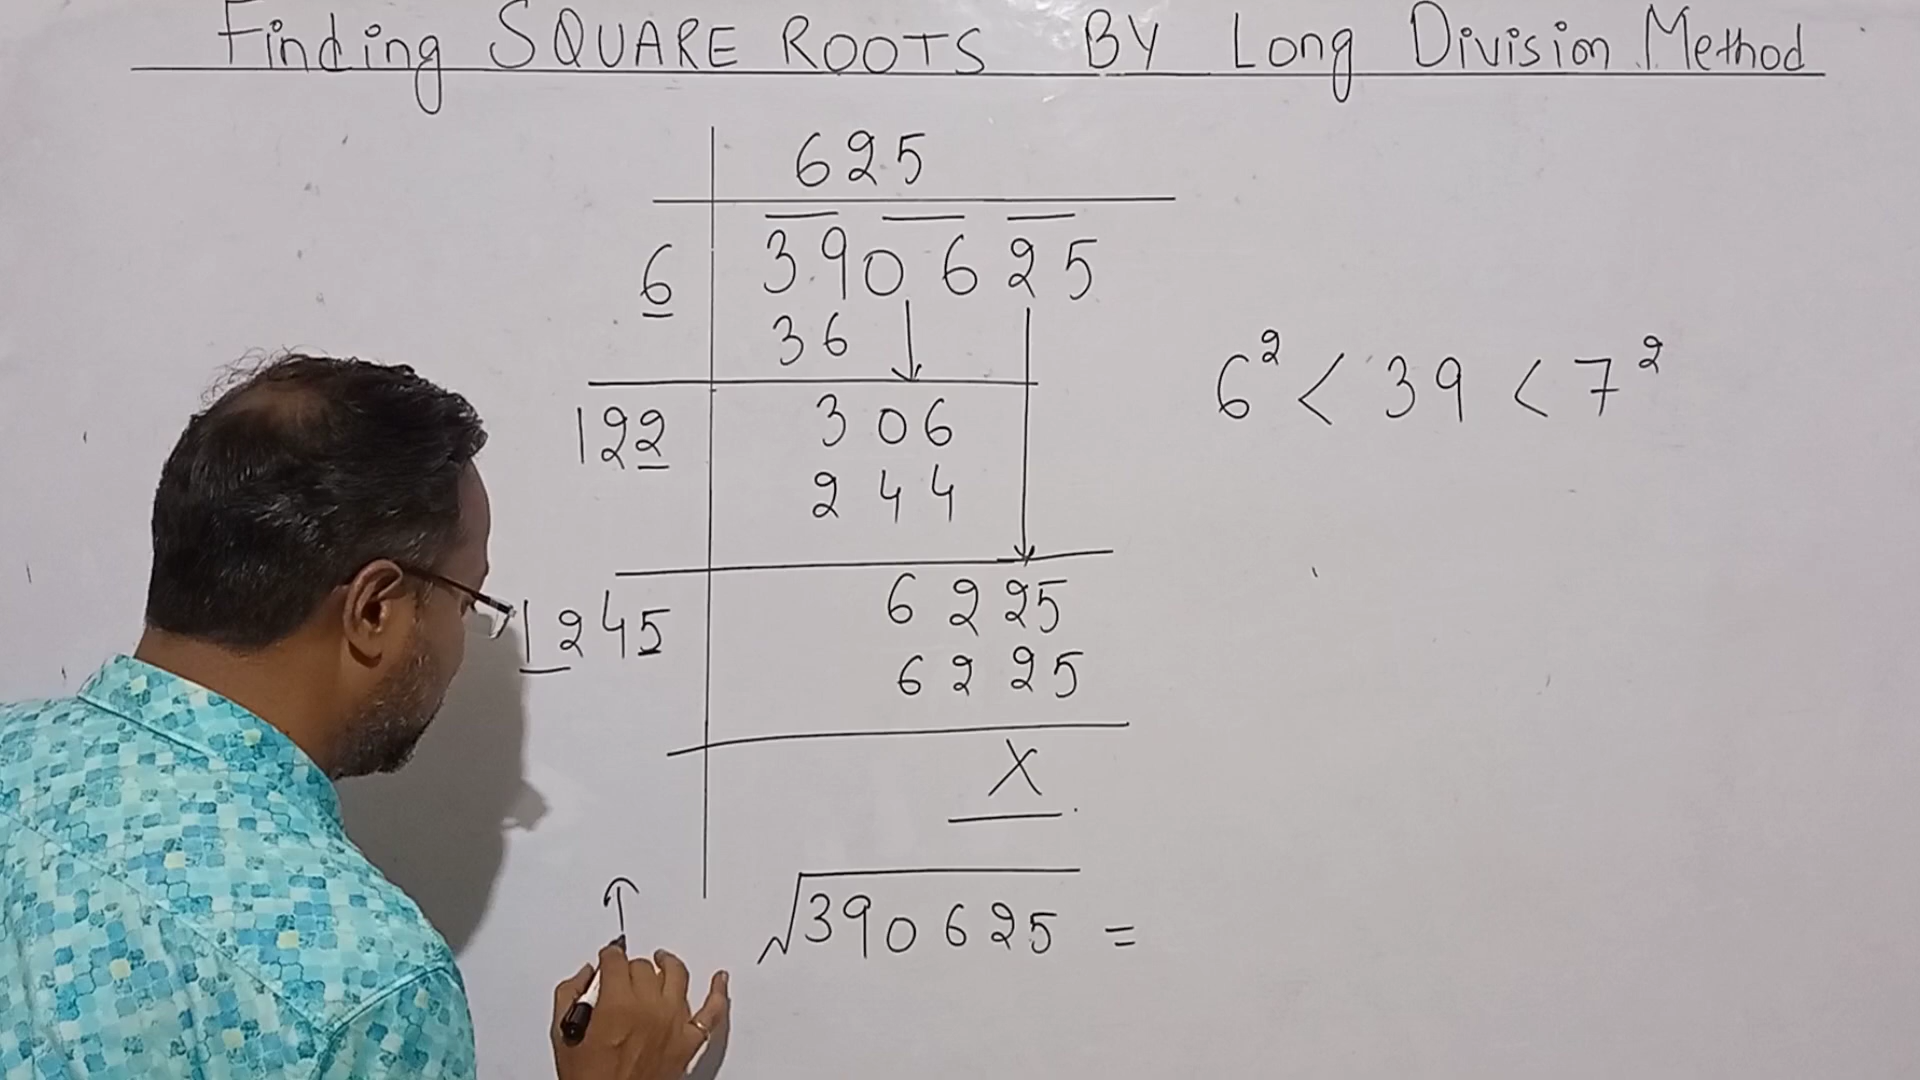 Finding SQUARE ROOTS BY Long Division Method
625
6 390625
36
6² < 39 < 7²
122 306
244
1245 6225
6225
X
√390625 =